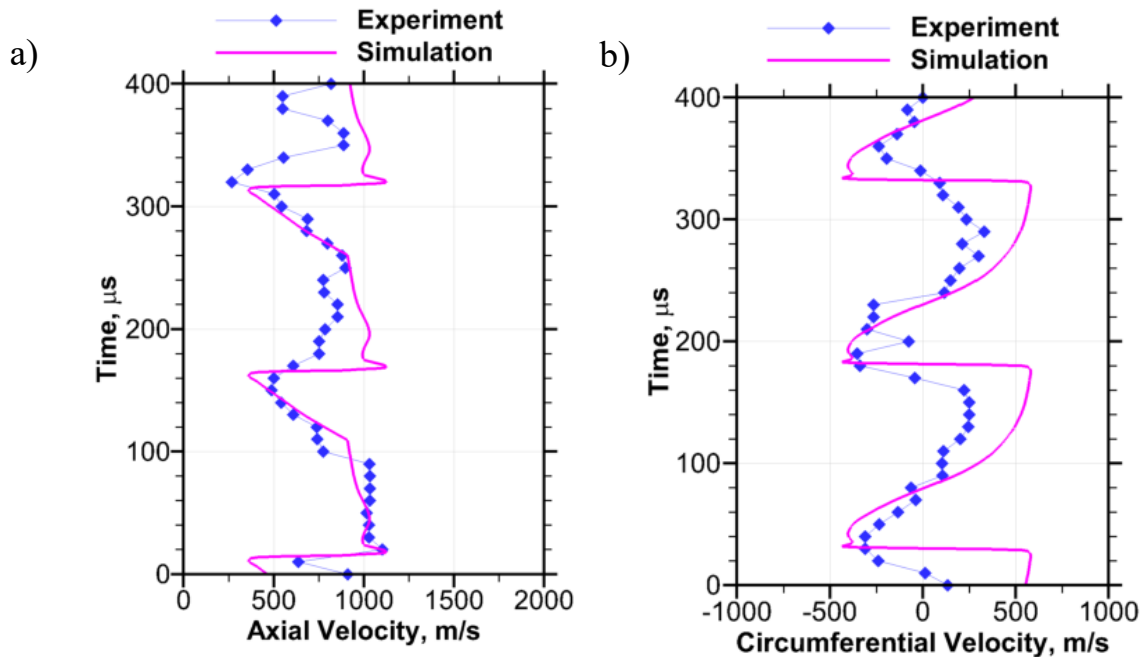 a)
Experiment
Simulation
400
300
200
100
0
Time, μs
0 500 1000 1500 2000
Axial Velocity, m/s
b)
Experiment
Simulation
400
300
200
100
0
Time, μs
-1000 -500 0 500 1000
Circumferential Velocity, m/s